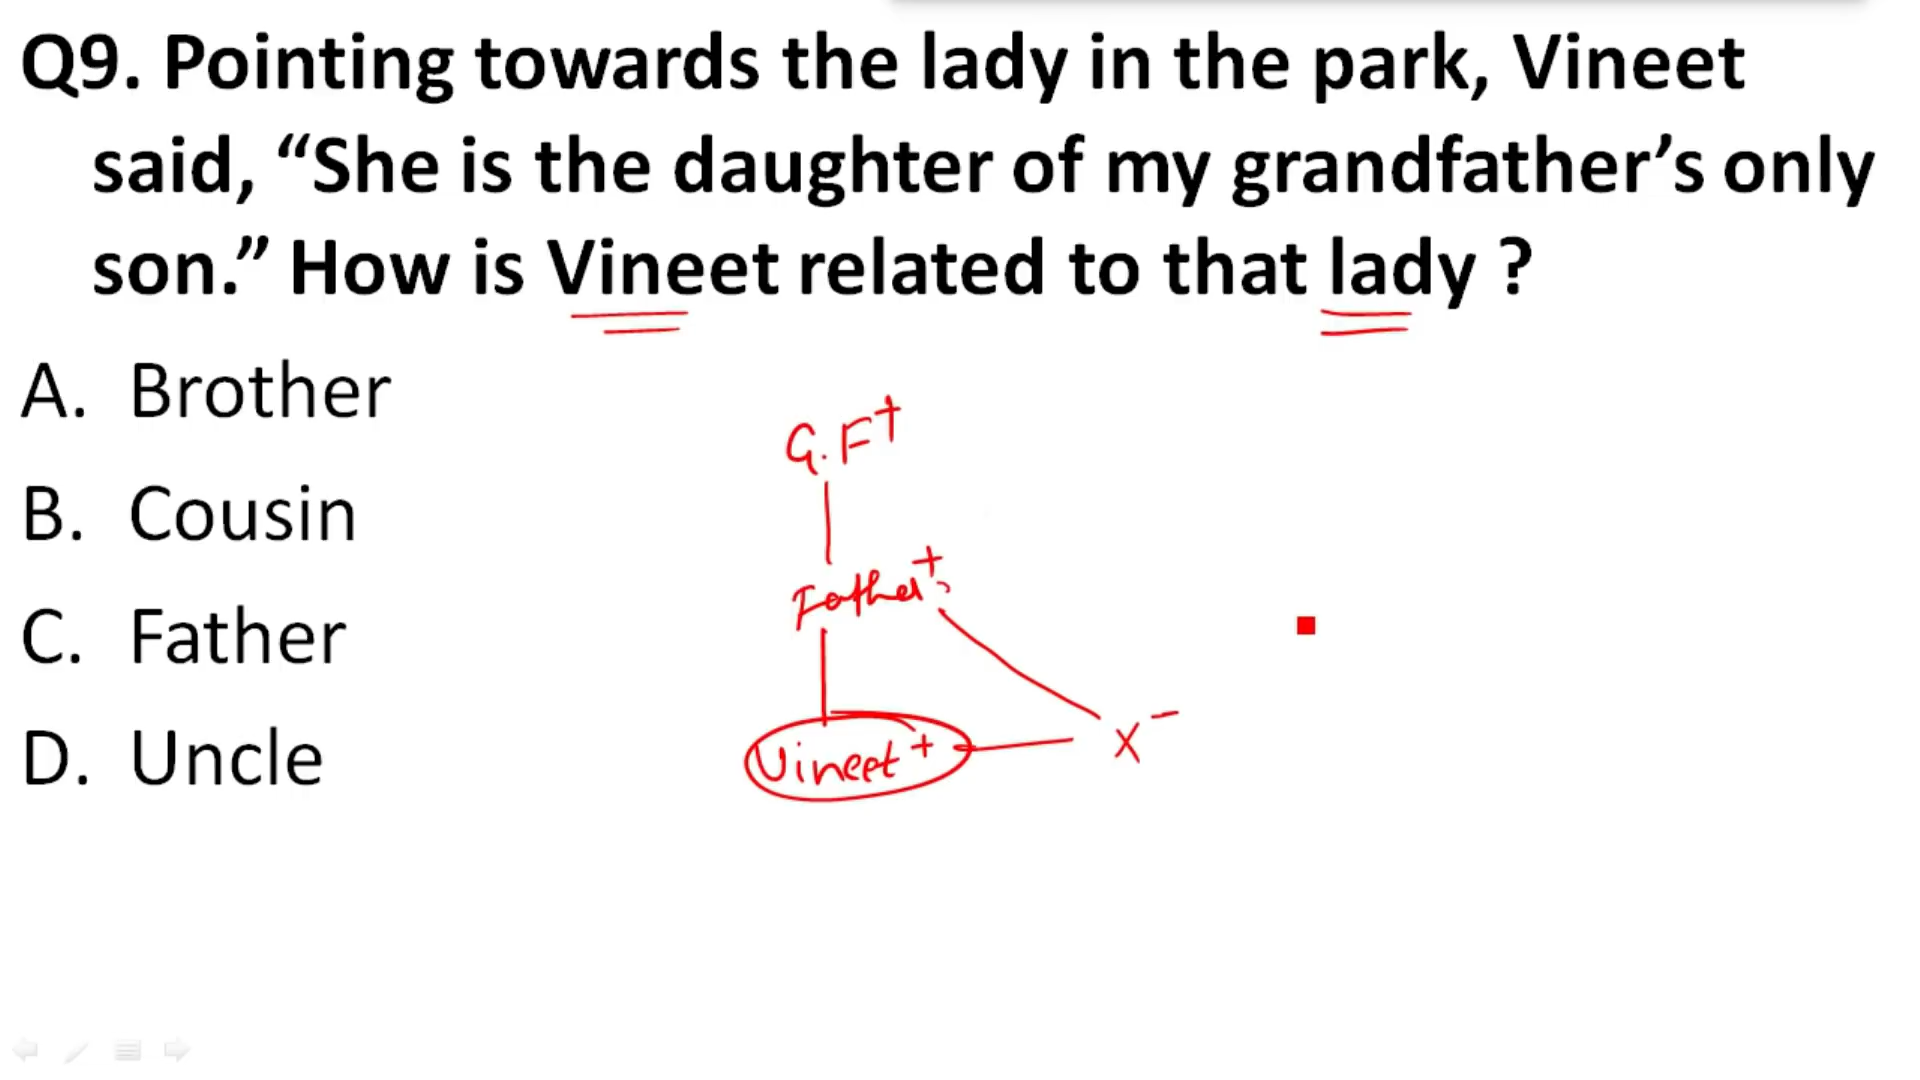 Q9. Pointing towards the lady in the park, Vineet
said, “She is the daughter of my grandfather’s only
son.” How is Vineet related to that lady ?
A. Brother
B. Cousin
C. Father
D. Uncle
G.F+
Father+
Vineet+
X-